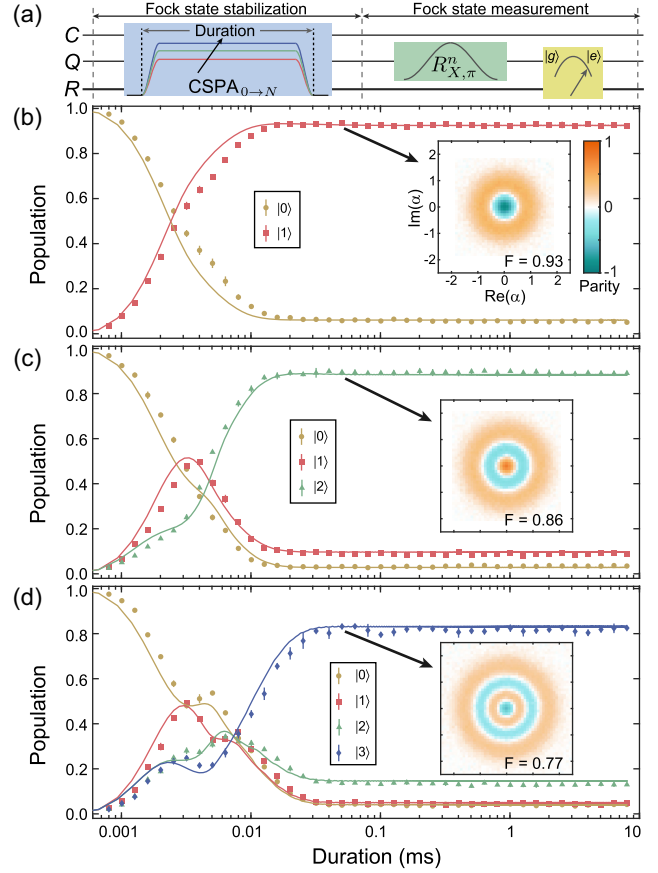 (a)
Fock state stabilization
Fock state measurement
C
Q
R
Duration
CSPA0→N
R^n_X,π
|g⟩ |e⟩
(b)
1.0
0.8
0.6
0.4
0.2
0.0
Population
|0⟩
|1⟩
2
1
0
-1
-2
Im(α)
-2 -1 0 1 2
Re(α)
F = 0.93
1
0
-1
Parity
(c)
1.0
0.8
0.6
0.4
0.2
0.0
Population
|0⟩
|1⟩
|2⟩
F = 0.86
(d)
1.0
0.8
0.6
0.4
0.2
0.0
Population
|0⟩
|1⟩
|2⟩
|3⟩
F = 0.77
0.001 0.01 0.1 1 10
Duration (ms)